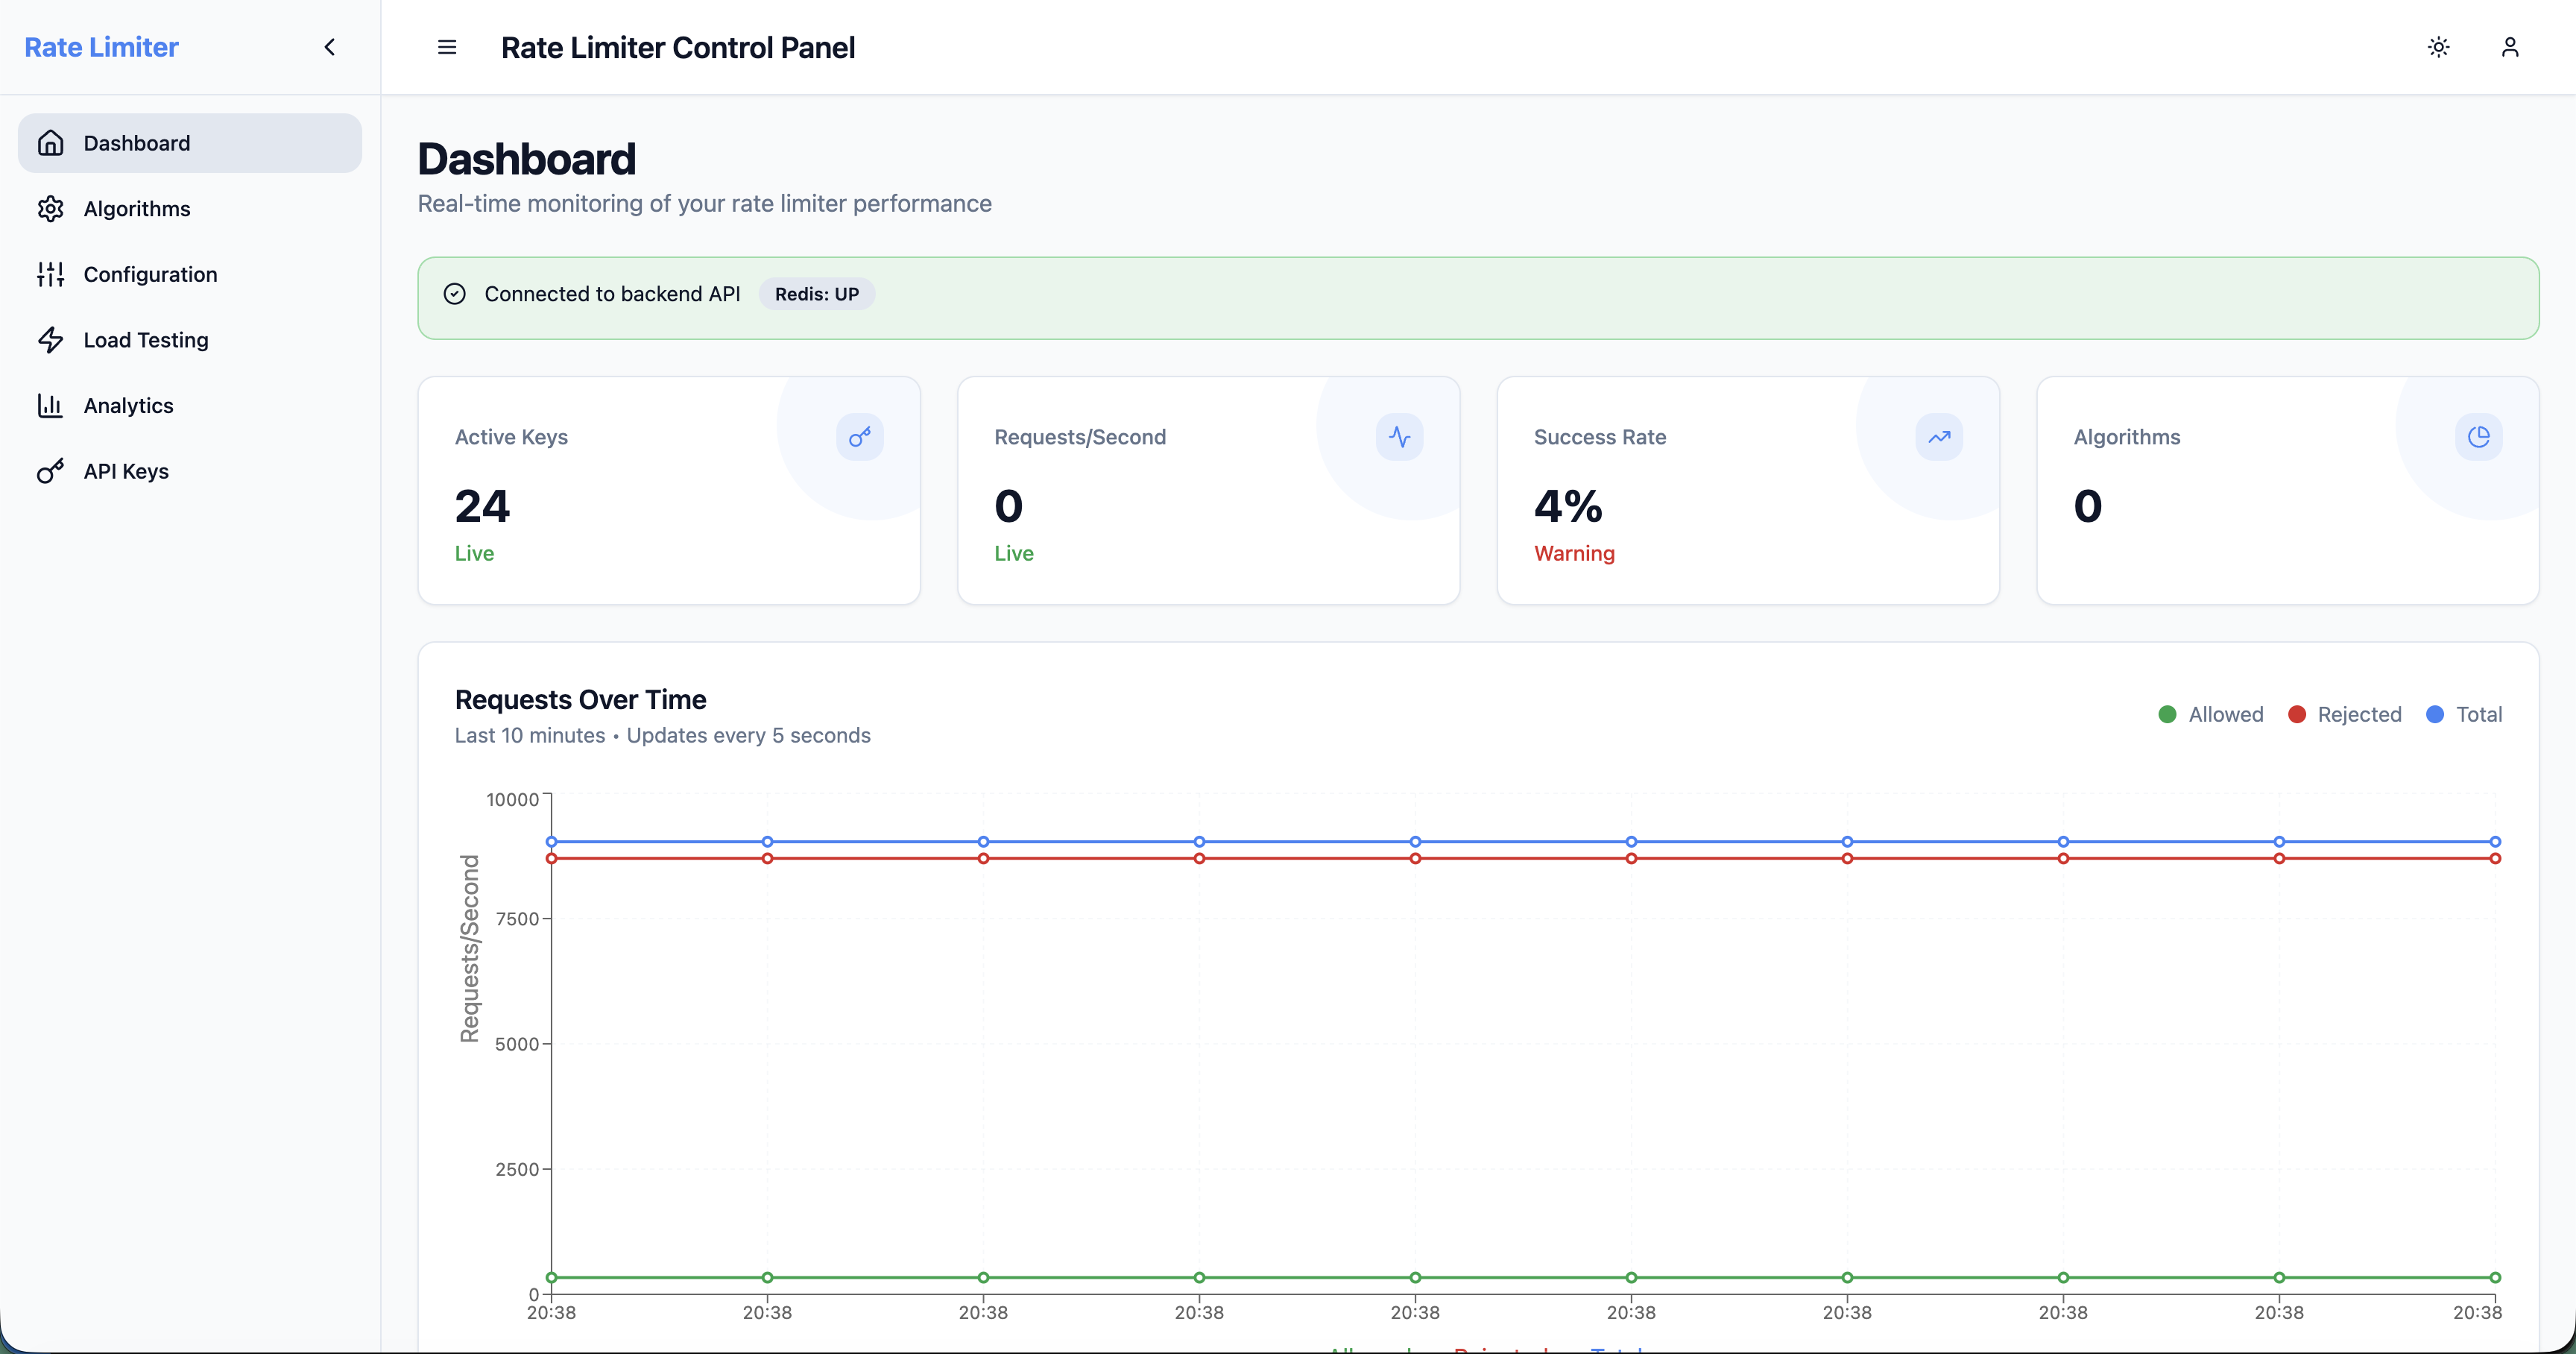 Rate Limiter
Rate Limiter Control Panel
Dashboard
Algorithms
Configuration
Load Testing
Analytics
API Keys
Dashboard
Real-time monitoring of your rate limiter performance
Connected to backend API Redis: UP
Active Keys
24
Live
Requests/Second
0
Live
Success Rate
4%
Warning
Algorithms
0
Requests Over Time
Last 10 minutes • Updates every 5 seconds
Allowed Rejected Total
Requests/Second
10000
7500
5000
2500
0
20:38 20:38 20:38 20:38 20:38 20:38 20:38 20:38 20:38 20:38